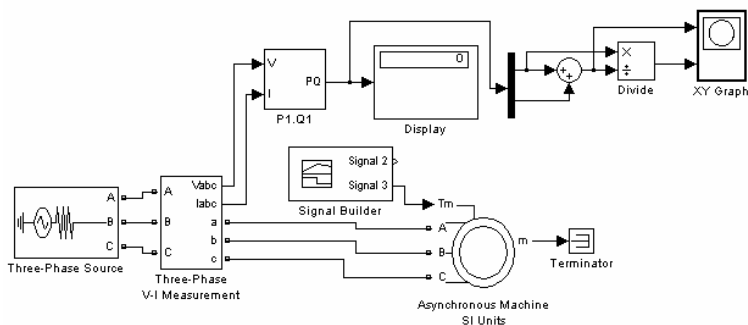 V
I
PQ
P1.Q1
0
Display
×
÷
Divide
XY Graph
+
+
Signal 2
Signal 3
Signal Builder
A
B
C
Three-Phase Source
A
B
C
Vabc
Iabc
a
b
c
Three-Phase
V-I Measurement
Tm
A
B
C
m
Asynchronous Machine
SI Units
Terminator